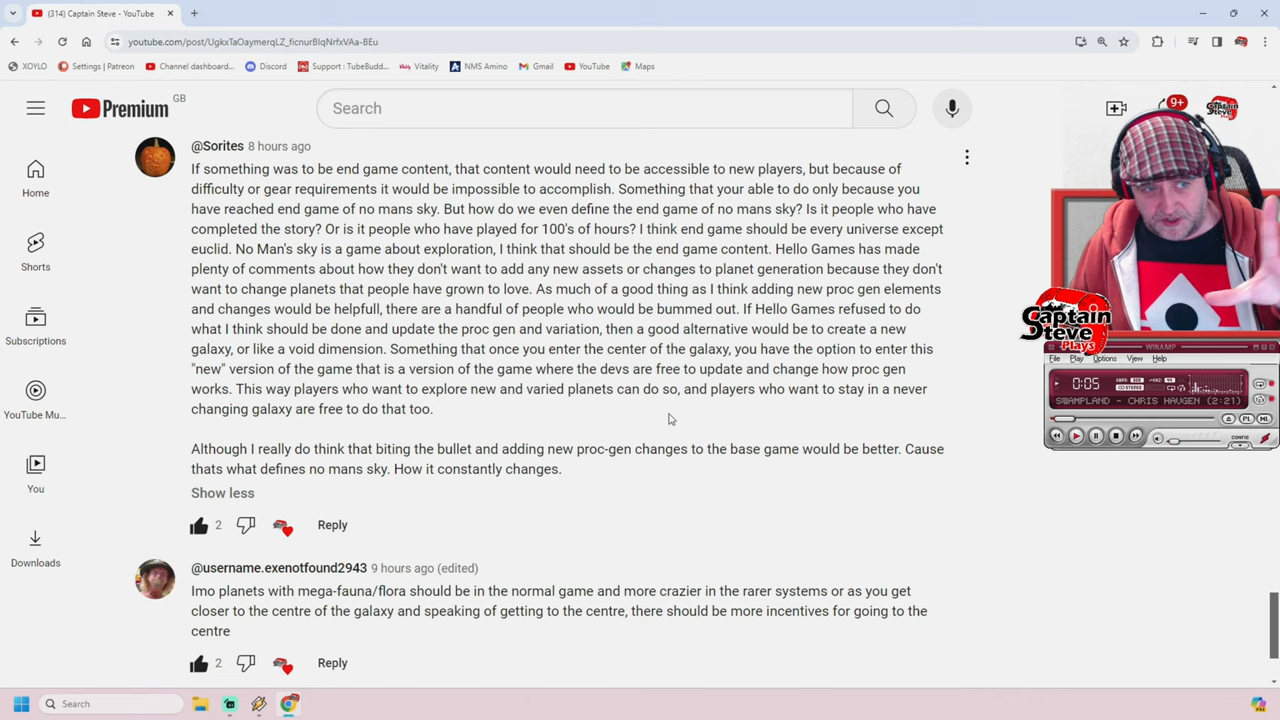 (314) Captain Steve - YouTube
youtube.com/post/UgkxTaOaymerqLZ_ficnurBIqNrfxVAa-BEu
XOYLO
Settings | Patreon
Channel dashboard...
Discord
Support : TubeBudd...
Vitality
NMS Amino
Gmail
YouTube
Maps
Premium
GB
Search
9+
Home
Shorts
Subscriptions
YouTube Mu...
You
Downloads
@Sorites 8 hours ago
If something was to be end game content, that content would need to be accessible to new players, but because of
difficulty or gear requirements it would be impossible to accomplish. Something that your able to do only because you
have reached end game of no mans sky. But how do we even define the end game of no mans sky? Is it people who have
completed the story? Or is it people who have played for 100's of hours? I think end game should be every universe except
euclid. No Man's sky is a game about exploration, I think that should be the end game content. Hello Games has made
plenty of comments about how they don't want to add any new assets or changes to planet generation because they don't
want to change planets that people have grown to love. As much of a good thing as I think adding new proc gen elements
and changes would be helpfull, there are a handful of people who would be bummed out. If Hello Games refused to do
what I think should be done and update the proc gen and variation, then a good alternative would be to create a new
galaxy, or like a void dimension something that once you enter the center of the galaxy, you have the option to enter this
"new" version of the game that is a version of the game where the devs are free to update and change how proc gen
works. This way players who want to explore new and varied planets can do so, and players who want to stay in a never
changing galaxy are free to do that too.
Although I really do think that biting the bullet and adding new proc-gen changes to the base game would be better. Cause
thats what defines no mans sky. How it constantly changes.
Show less
2
Reply
@username.exenotfound2943 9 hours ago (edited)
Imo planets with mega-fauna/flora should be in the normal game and more crazier in the rarer systems or as you get
closer to the centre of the galaxy and speaking of getting to the centre, there should be more incentives for going to the
centre
2
Reply
Captain
Steve
Plays
WINAMP
File Play Options View Help
0:05
SWAMPLAND - CHRIS HAUGEN (2:21)
PL ML
CONFIG
Search